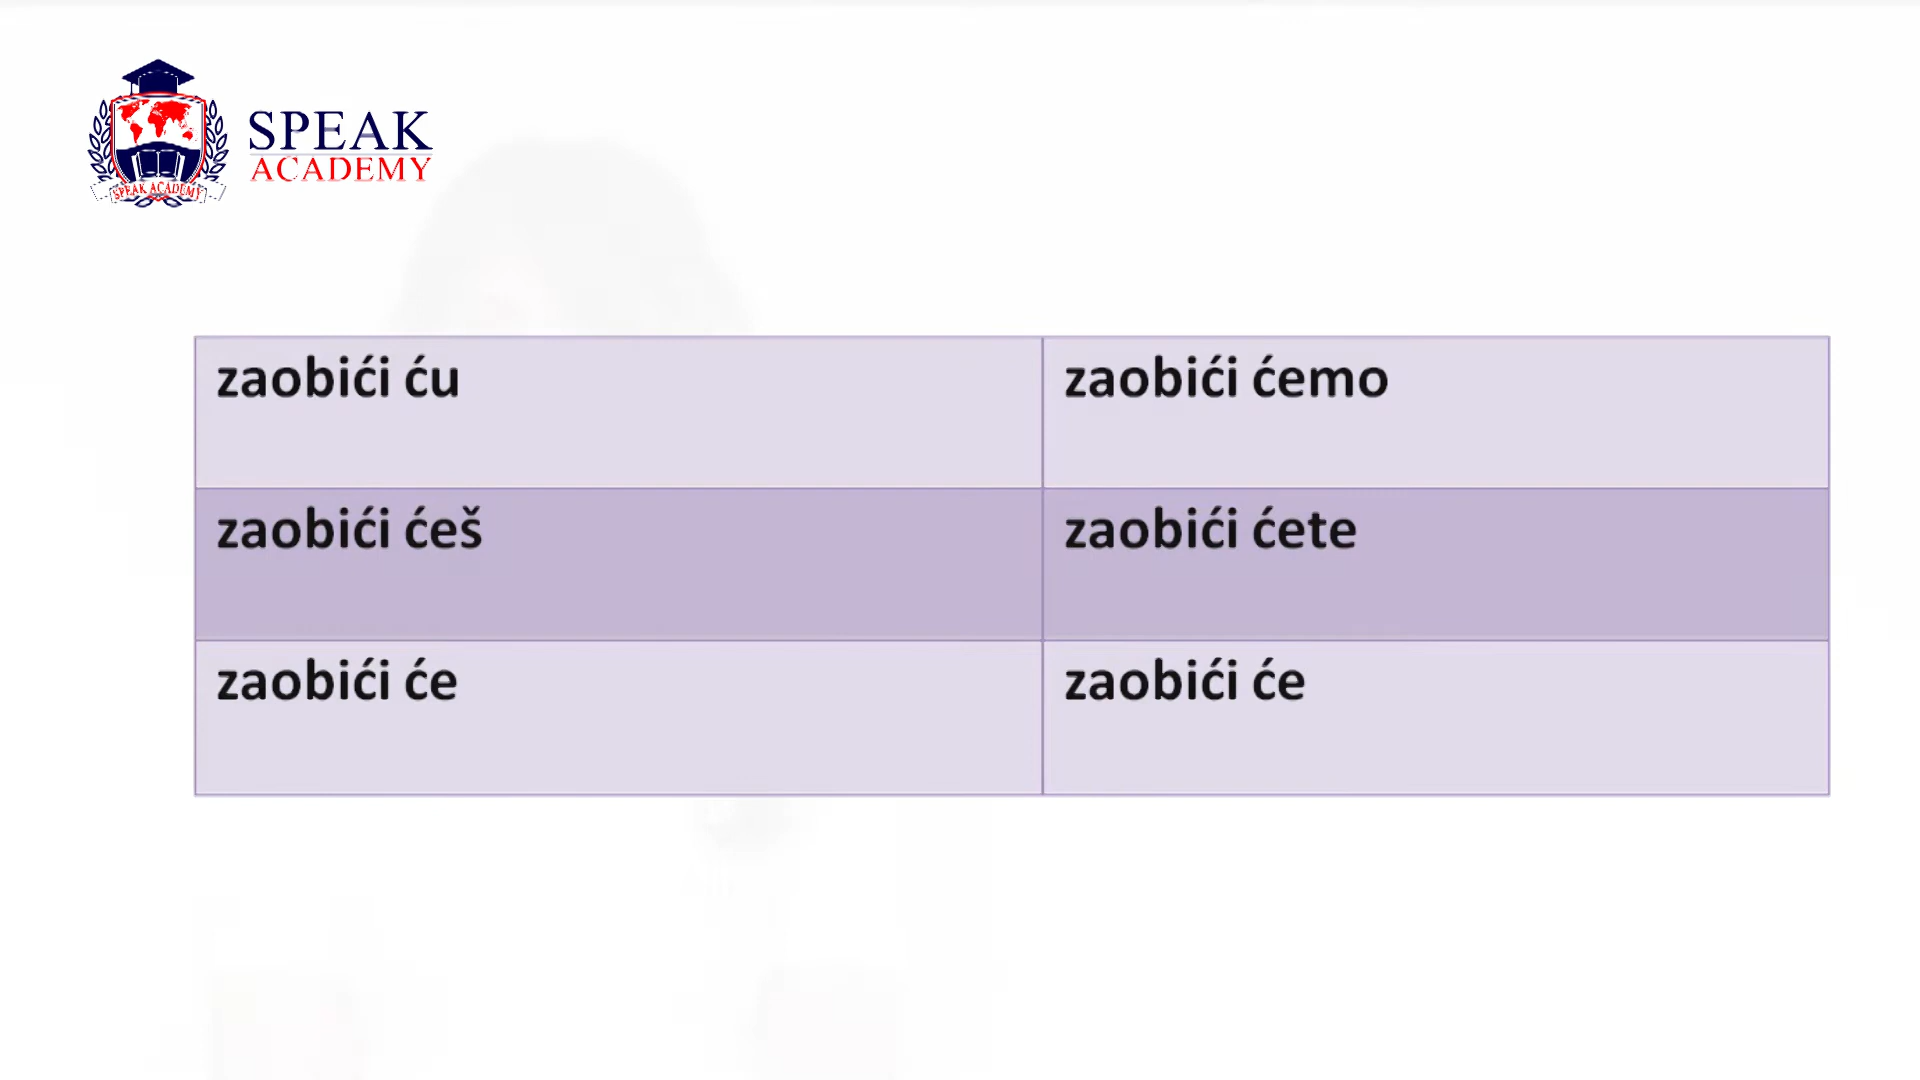 SPEAK
ACADEMY
SPEAK ACADEMY
zaobići ću
zaobići ćemo
zaobići ćeš
zaobići ćete
zaobići će
zaobići će